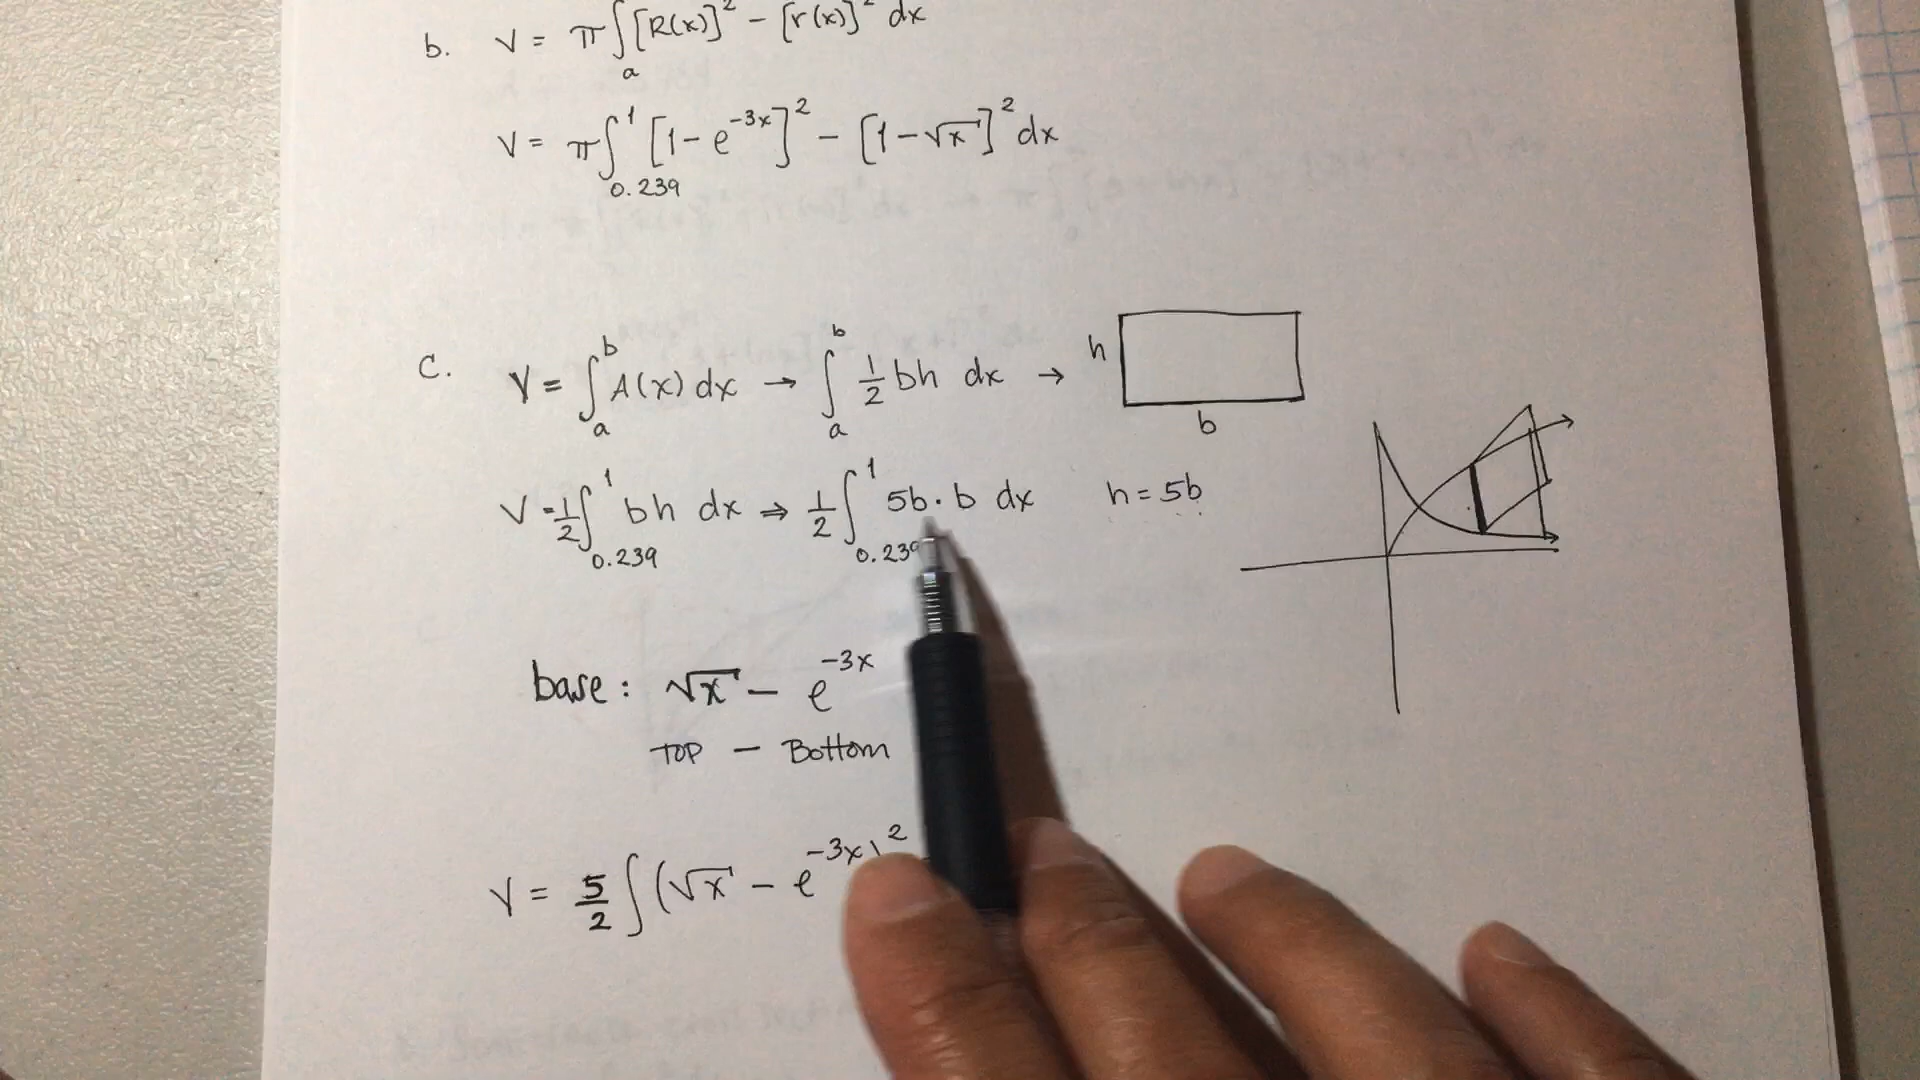 b. V = π∫ₐ [R(x)]² - [r(x)]² dx
V = π∫₀.₂₃₉¹ [1-e⁻³ˣ]² - [1-√x]² dx
c. V = ∫ₐᵇ A(x) dx → ∫ₐᵇ 1/2 bh dx →
h
b
V = 1/2 ∫₀.₂₃₉¹ bh dx ⇒ 1/2 ∫₀.₂₃₉¹ 5b·b dx h = 5b
base: √x - e⁻³ˣ
TOP - Bottom
V = 5/2 ∫(√x - e⁻³ˣ)²